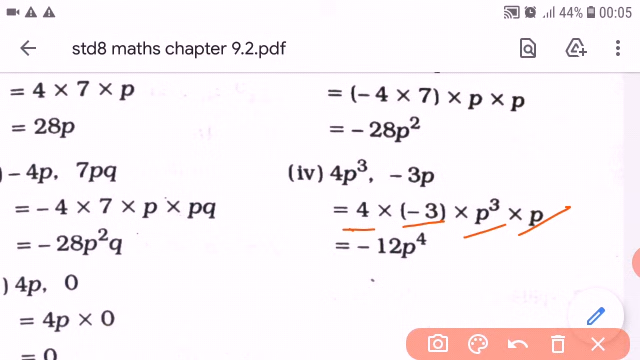 44% 00:05
std8 maths chapter 9.2.pdf
= 4 × 7 × p
= 28p
) – 4p, 7pq
= – 4 × 7 × p × pq
= – 28p²q
) 4p, 0
= 4p × 0
= 0
= (– 4 × 7) × p × p
= – 28p²
(iv) 4p³, – 3p
= 4 × (– 3) × p³ × p
= – 12p⁴